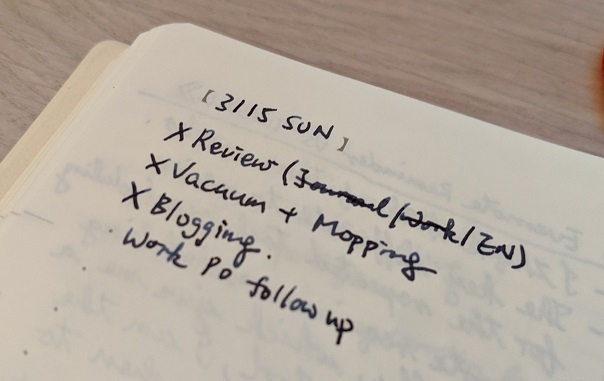 [3/15 SUN]
X Review (Journal/Work/EN)
X Vacuum + Mopping
X Blogging.
· Work PO follow up